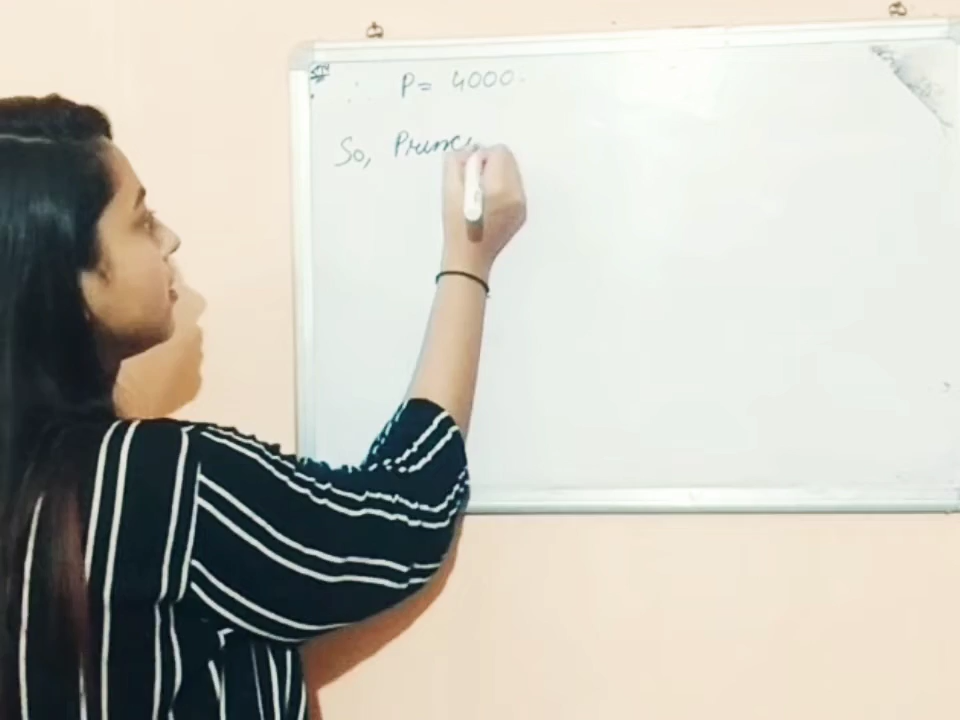 ∴ P = 4000.
So, Princi